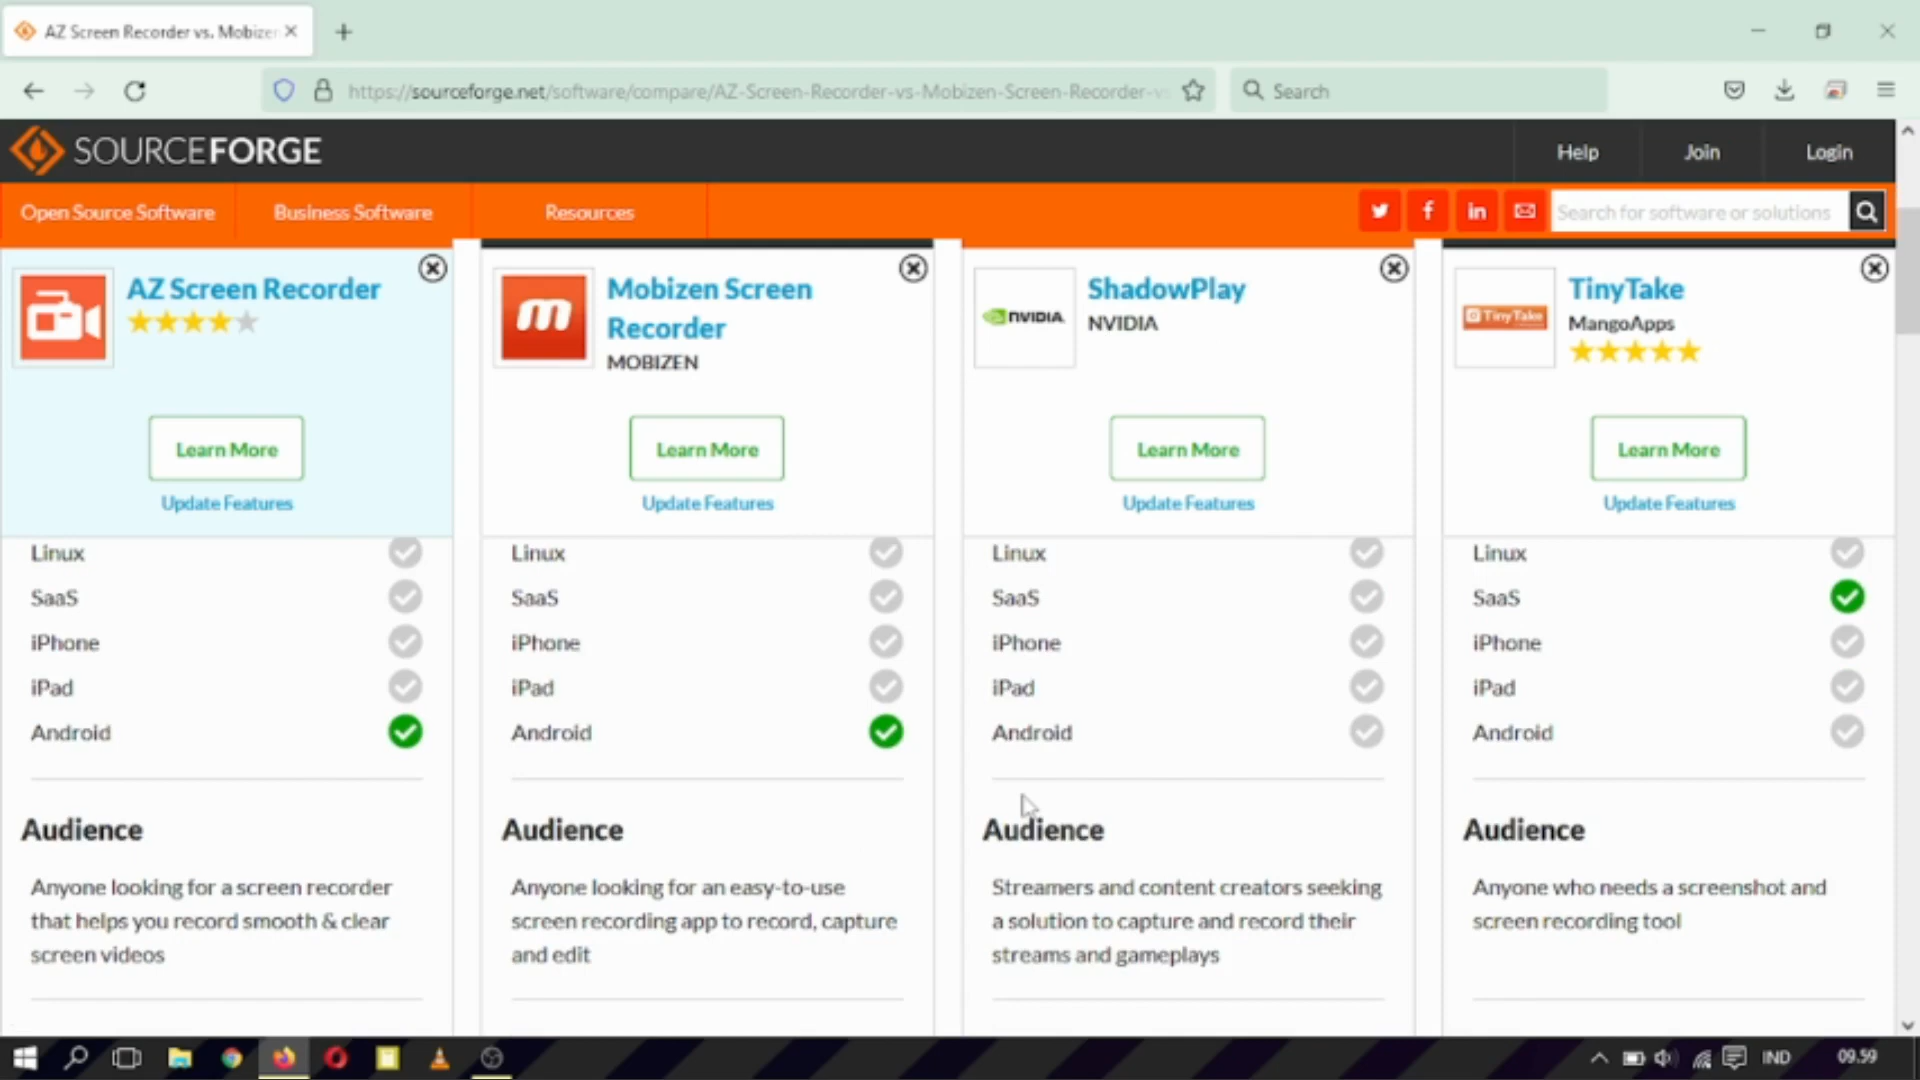 AZ Screen Recorder vs. Mobizen
https://sourceforge.net/software/compare/AZ-Screen-Recorder-vs-Mobizen-Screen-Recorder-v
Search
SOURCEFORGE
Help
Join
Login
Open Source Software
Business Software
Resources
Search for software or solutions
AZ Screen Recorder
Learn More
Update Features
m
Mobizen Screen
Recorder
MOBIZEN
Learn More
Update Features
NVIDIA
ShadowPlay
NVIDIA
Learn More
Update Features
TinyTake
TinyTake
MangoApps
Learn More
Update Features
Linux
SaaS
iPhone
iPad
Android
Audience
Anyone looking for a screen recorder
that helps you record smooth & clear
screen videos
Linux
SaaS
iPhone
iPad
Android
Audience
Anyone looking for an easy-to-use
screen recording app to record, capture
and edit
Linux
SaaS
iPhone
iPad
Android
Audience
Streamers and content creators seeking
a solution to capture and record their
streams and gameplays
Linux
SaaS
iPhone
iPad
Android
Audience
Anyone who needs a screenshot and
screen recording tool
IND
09.59